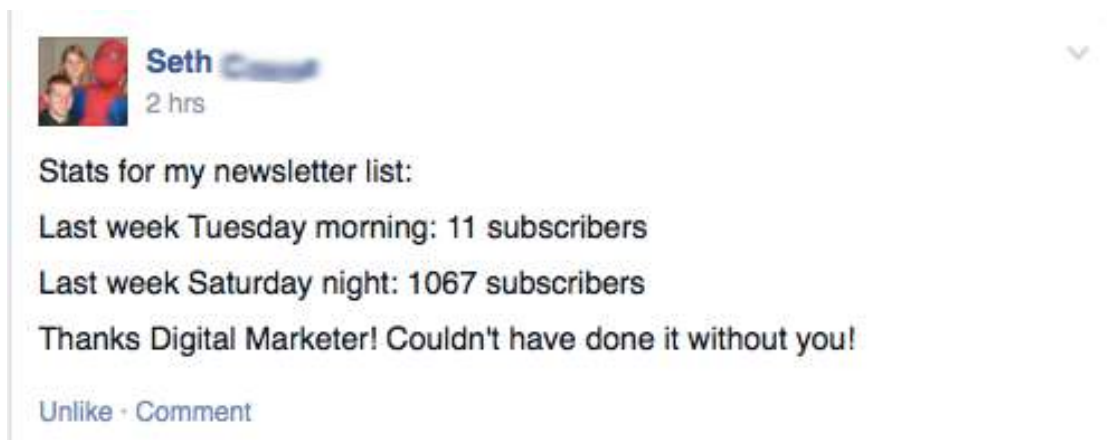 Seth
2 hrs
Stats for my newsletter list:
Last week Tuesday morning: 11 subscribers
Last week Saturday night: 1067 subscribers
Thanks Digital Marketer! Couldn't have done it without you!
Unlike · Comment